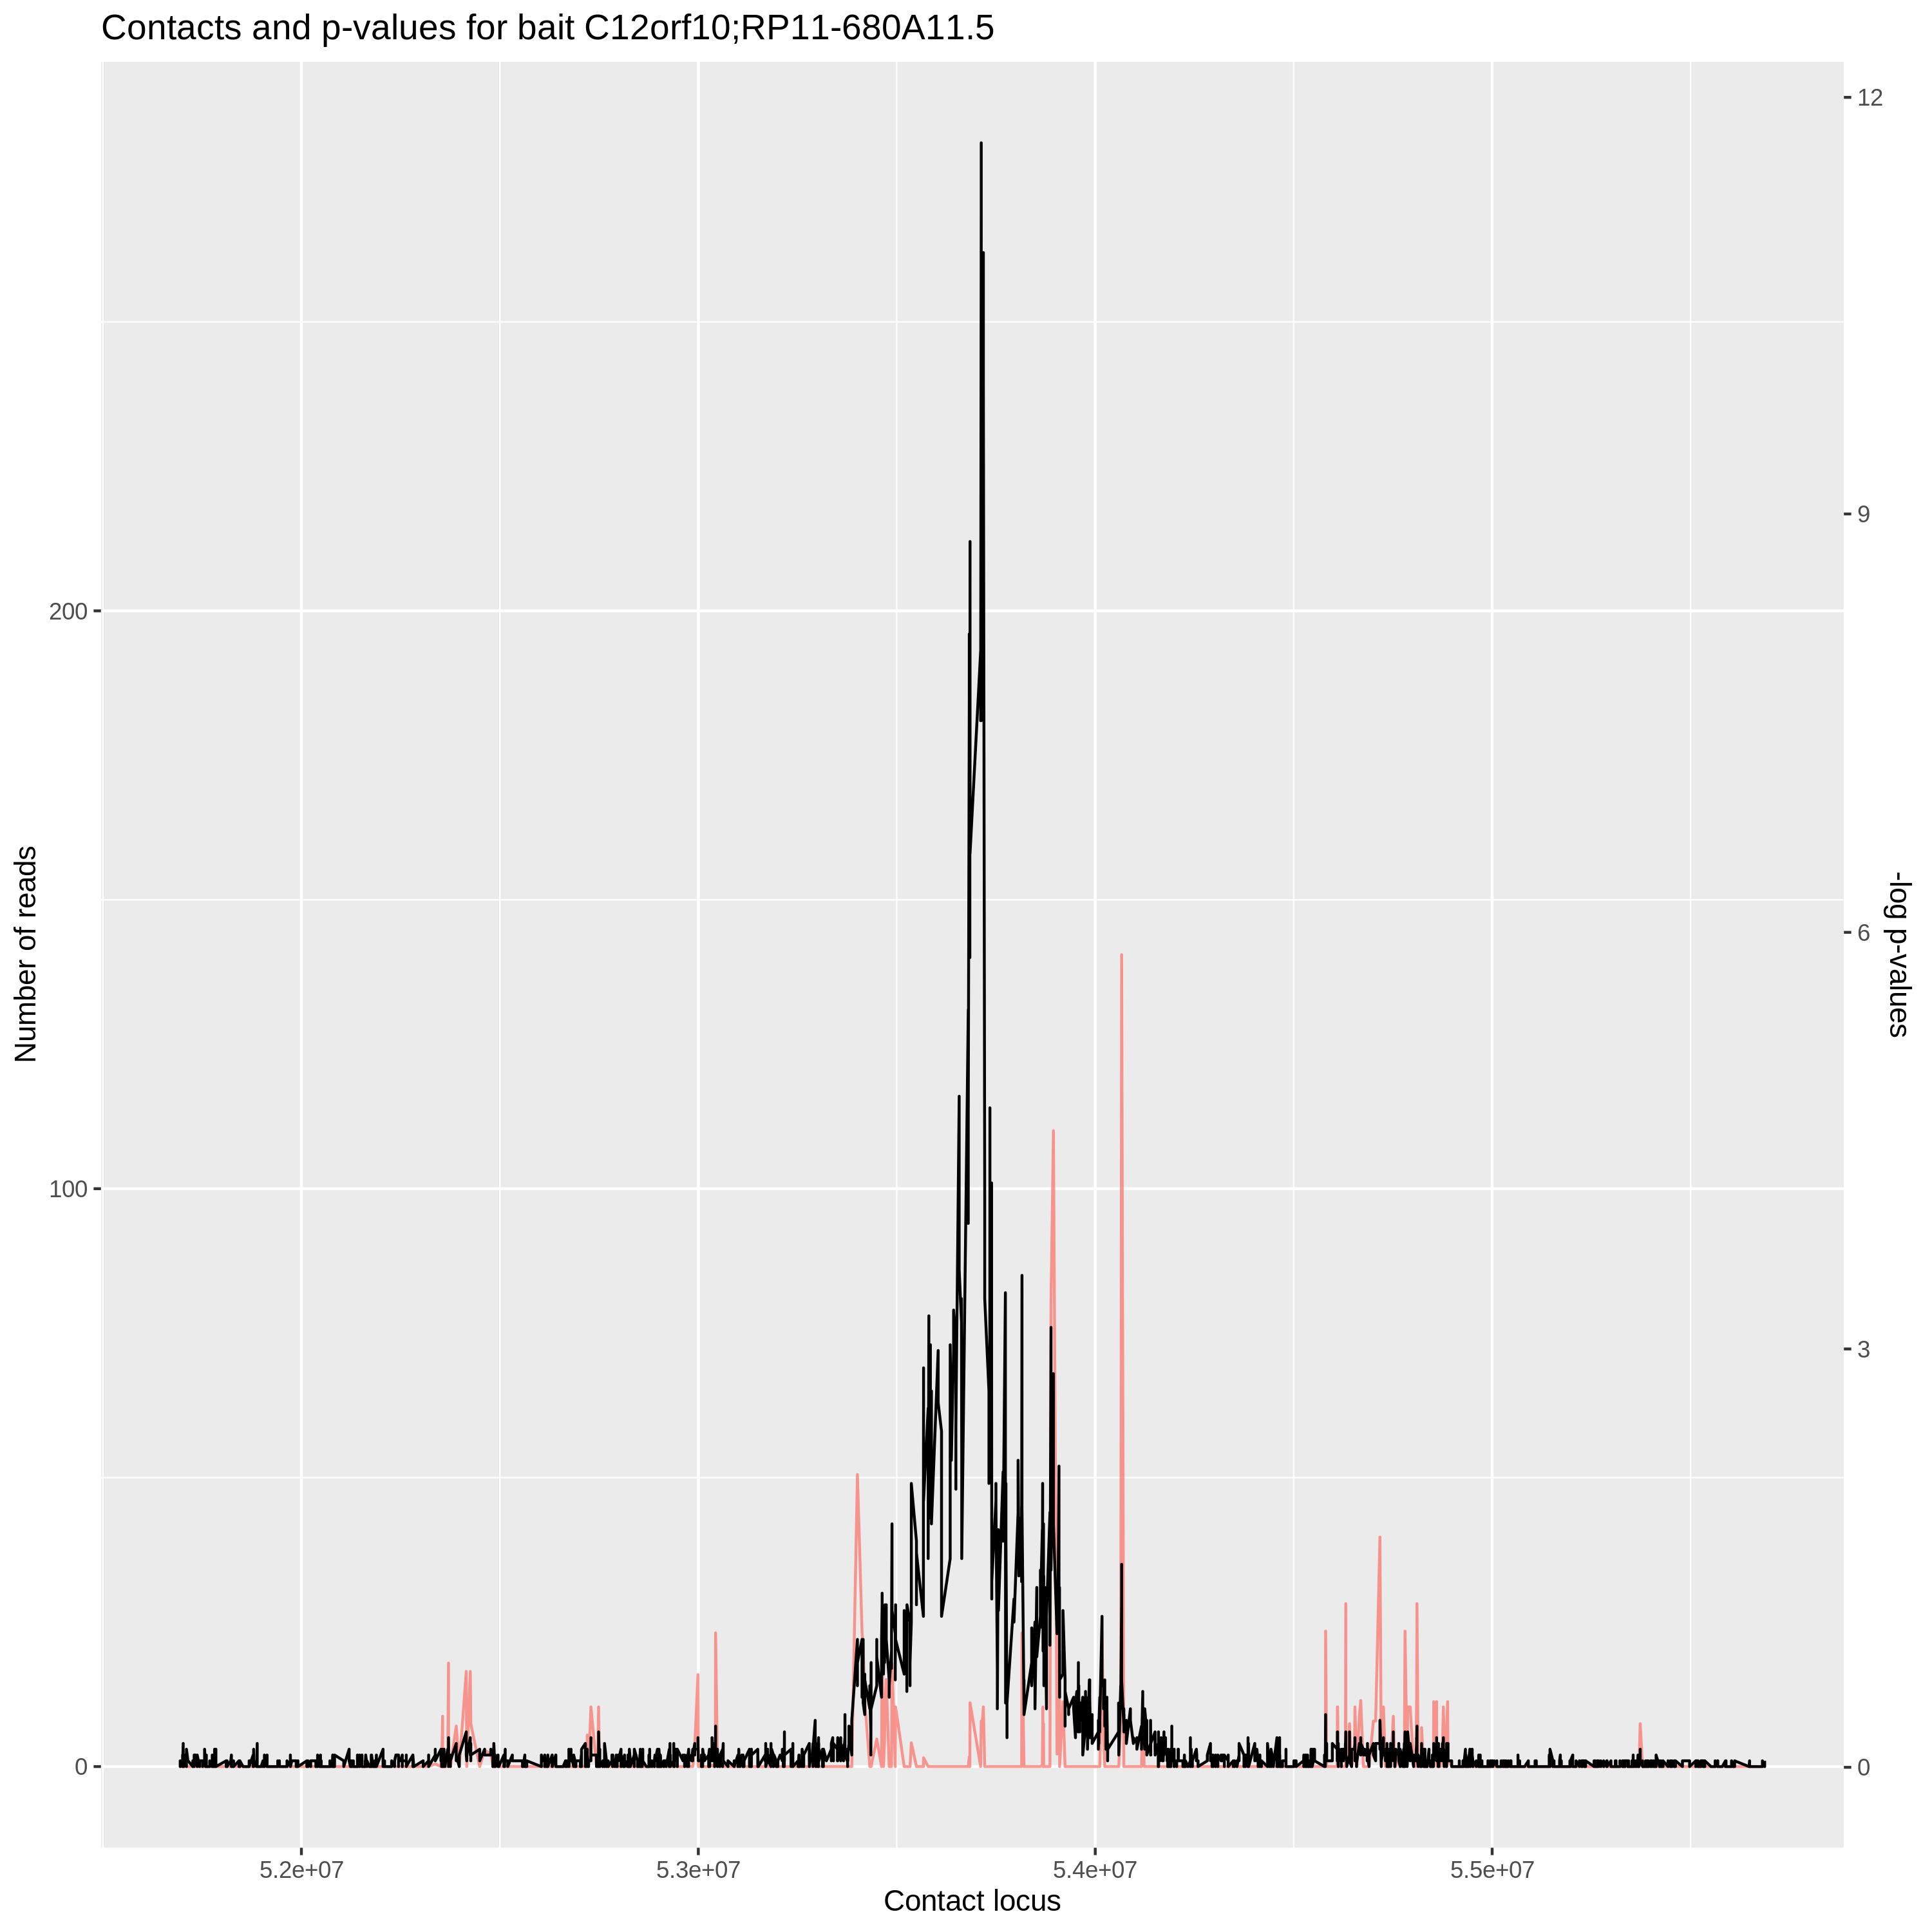 Contacts and p-values for bait C12orf10;RP11-680A11.5
12
9
200
6
Number of reads
-log p-values
100
3
0
0
5.2e+07
5.3e+07
5.4e+07
5.5e+07
Contact locus